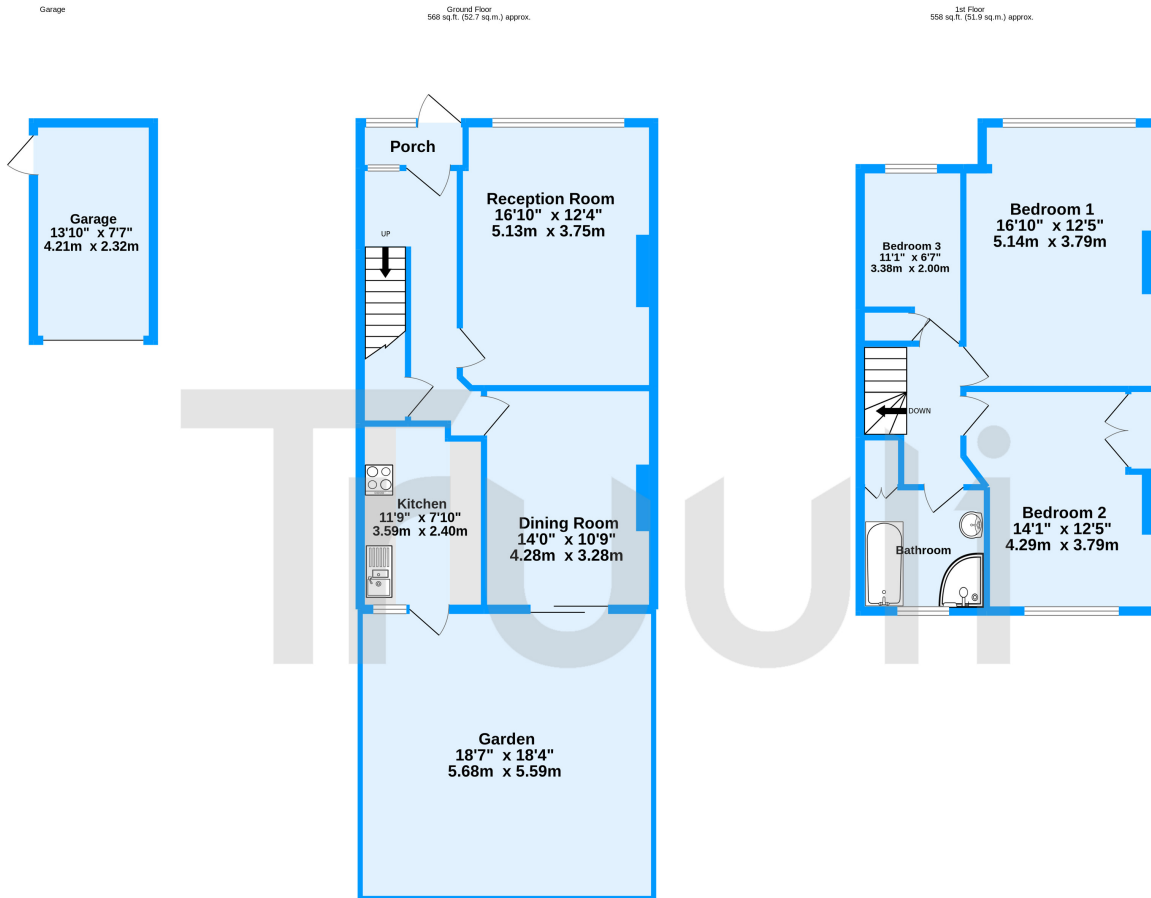 Garage
Ground Floor
568 sq.ft. (52.7 sq.m.) approx.
1st Floor
558 sq.ft. (51.9 sq.m.) approx.
Garage
13'10" x 7'7"
4.21m x 2.32m
Porch
Reception Room
16'10" x 12'4"
5.13m x 3.75m
UP
Kitchen
11'9" x 7'10"
3.59m x 2.40m
Dining Room
14'0" x 10'9"
4.28m x 3.28m
Garden
18'7" x 18'4"
5.68m x 5.59m
Bedroom 1
16'10" x 12'5"
5.14m x 3.79m
Bedroom 3
11'1" x 6'7"
3.38m x 2.00m
DOWN
Bedroom 2
14'1" x 12'5"
4.29m x 3.79m
Bathroom
Truuli